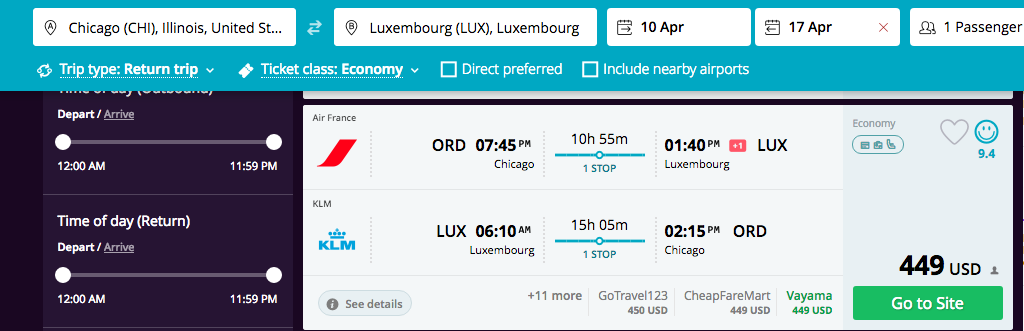 Chicago (CHI), Illinois, United St...
Luxembourg (LUX), Luxembourg
10 Apr
17 Apr
1 Passenger
Trip type: Return trip
Ticket class: Economy
Direct preferred
Include nearby airports
Time of day (Outbound)
Depart / Arrive
12:00 AM
11:59 PM
Time of day (Return)
Depart / Arrive
12:00 AM
11:59 PM
Air France
ORD 07:45 PM
Chicago
10h 55m
1 STOP
01:40 PM +1 LUX
Luxembourg
KLM
KLM
LUX 06:10 AM
Luxembourg
15h 05m
1 STOP
02:15 PM ORD
Chicago
See details
+11 more
GoTravel123
450 USD
CheapFareMart
449 USD
Vayama
449 USD
Economy
9.4
449 USD
Go to Site